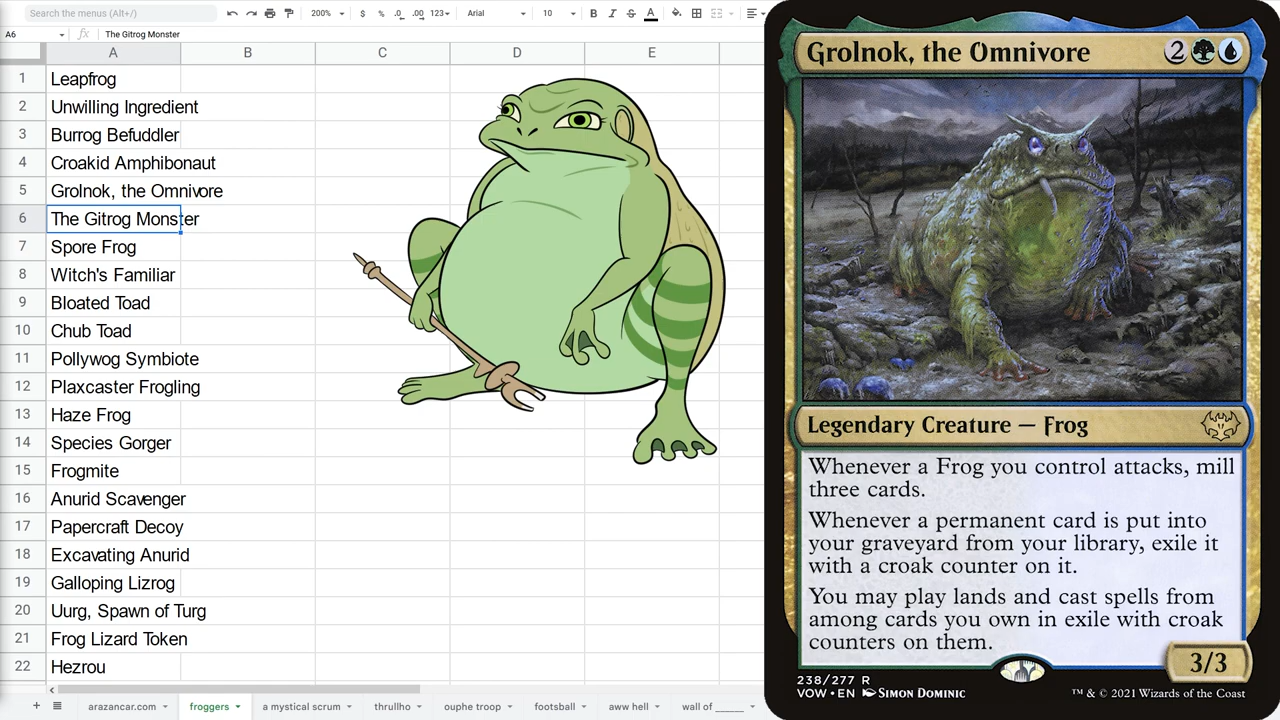 Search the menus (Alt+/)
200%
$ % .0 .00 123
Arial
10
B I S A
A6
fx
The Gitrog Monster
A B C D E
1 Leapfrog
2 Unwilling Ingredient
3 Burrog Befuddler
4 Croakid Amphibonaut
5 Grolnok, the Omnivore
6 The Gitrog Monster
7 Spore Frog
8 Witch's Familiar
9 Bloated Toad
10 Chub Toad
11 Pollywog Symbiote
12 Plaxcaster Frogling
13 Haze Frog
14 Species Gorger
15 Frogmite
16 Anurid Scavenger
17 Papercraft Decoy
18 Excavating Anurid
19 Galloping Lizrog
20 Uurg, Spawn of Turg
21 Frog Lizard Token
22 Hezrou
arazarcar.com froggers a mystical scrum thrullho ouphe troop footsball aww hell wall of ______
Grolnok, the Omnivore 2
Legendary Creature — Frog
Whenever a Frog you control attacks, mill
three cards.
Whenever a permanent card is put into
your graveyard from your library, exile it
with a croak counter on it.
You may play lands and cast spells from
among cards you own in exile with croak
counters on them.
3/3
238/277 R
VOW • EN Simon Dominic
™ & © 2021 Wizards of the Coast